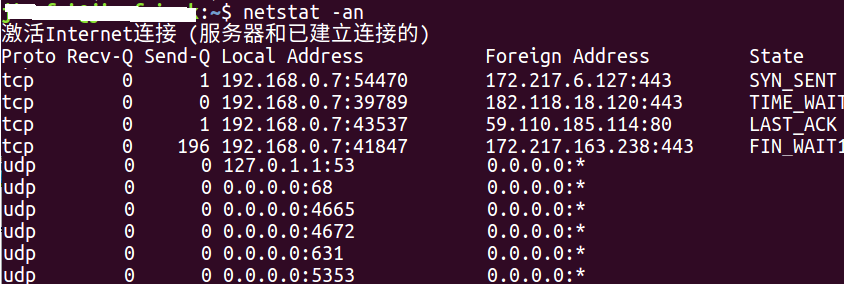 :~$ netstat -an
激活Internet连接 (服务器和已建立连接的)
Proto Recv-Q Send-Q Local Address Foreign Address State
tcp 0 1 192.168.0.7:54470 172.217.6.127:443 SYN_SENT
tcp 0 0 192.168.0.7:39789 182.118.18.120:443 TIME_WAIT
tcp 0 1 192.168.0.7:43537 59.110.185.114:80 LAST_ACK
tcp 0 196 192.168.0.7:41847 172.217.163.238:443 FIN_WAIT1
udp 0 0 127.0.1.1:53 0.0.0.0:*
udp 0 0 0.0.0.0:68 0.0.0.0:*
udp 0 0 0.0.0.0:4665 0.0.0.0:*
udp 0 0 0.0.0.0:4672 0.0.0.0:*
udp 0 0 0.0.0.0:631 0.0.0.0:*
udp 0 0 0.0.0.0:5353 0.0.0.0:*